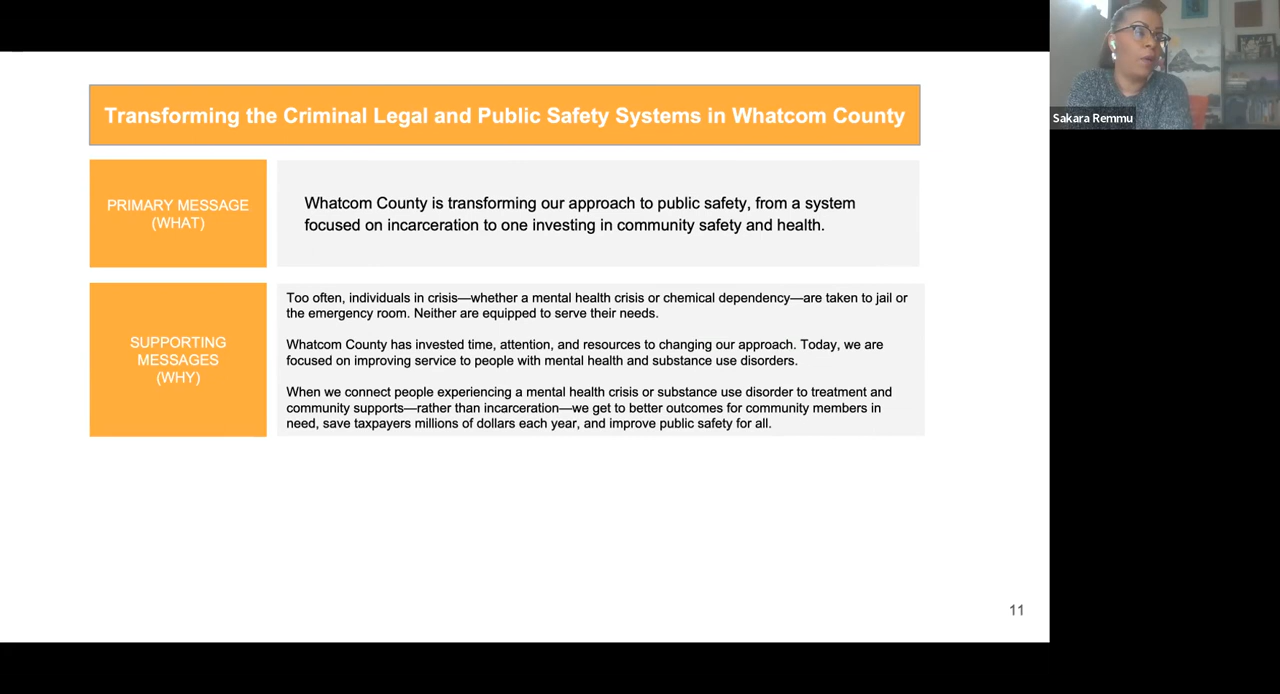 Transforming the Criminal Legal and Public Safety Systems in Whatcom County
PRIMARY MESSAGE
(WHAT)
Whatcom County is transforming our approach to public safety, from a system
focused on incarceration to one investing in community safety and health.
SUPPORTING
MESSAGES
(WHY)
Too often, individuals in crisis—whether a mental health crisis or chemical dependency—are taken to jail or
the emergency room. Neither are equipped to serve their needs.
Whatcom County has invested time, attention, and resources to changing our approach. Today, we are
focused on improving service to people with mental health and substance use disorders.
When we connect people experiencing a mental health crisis or substance use disorder to treatment and
community supports—rather than incarceration—we get to better outcomes for community members in
need, save taxpayers millions of dollars each year, and improve public safety for all.
11
Sakara Remmu